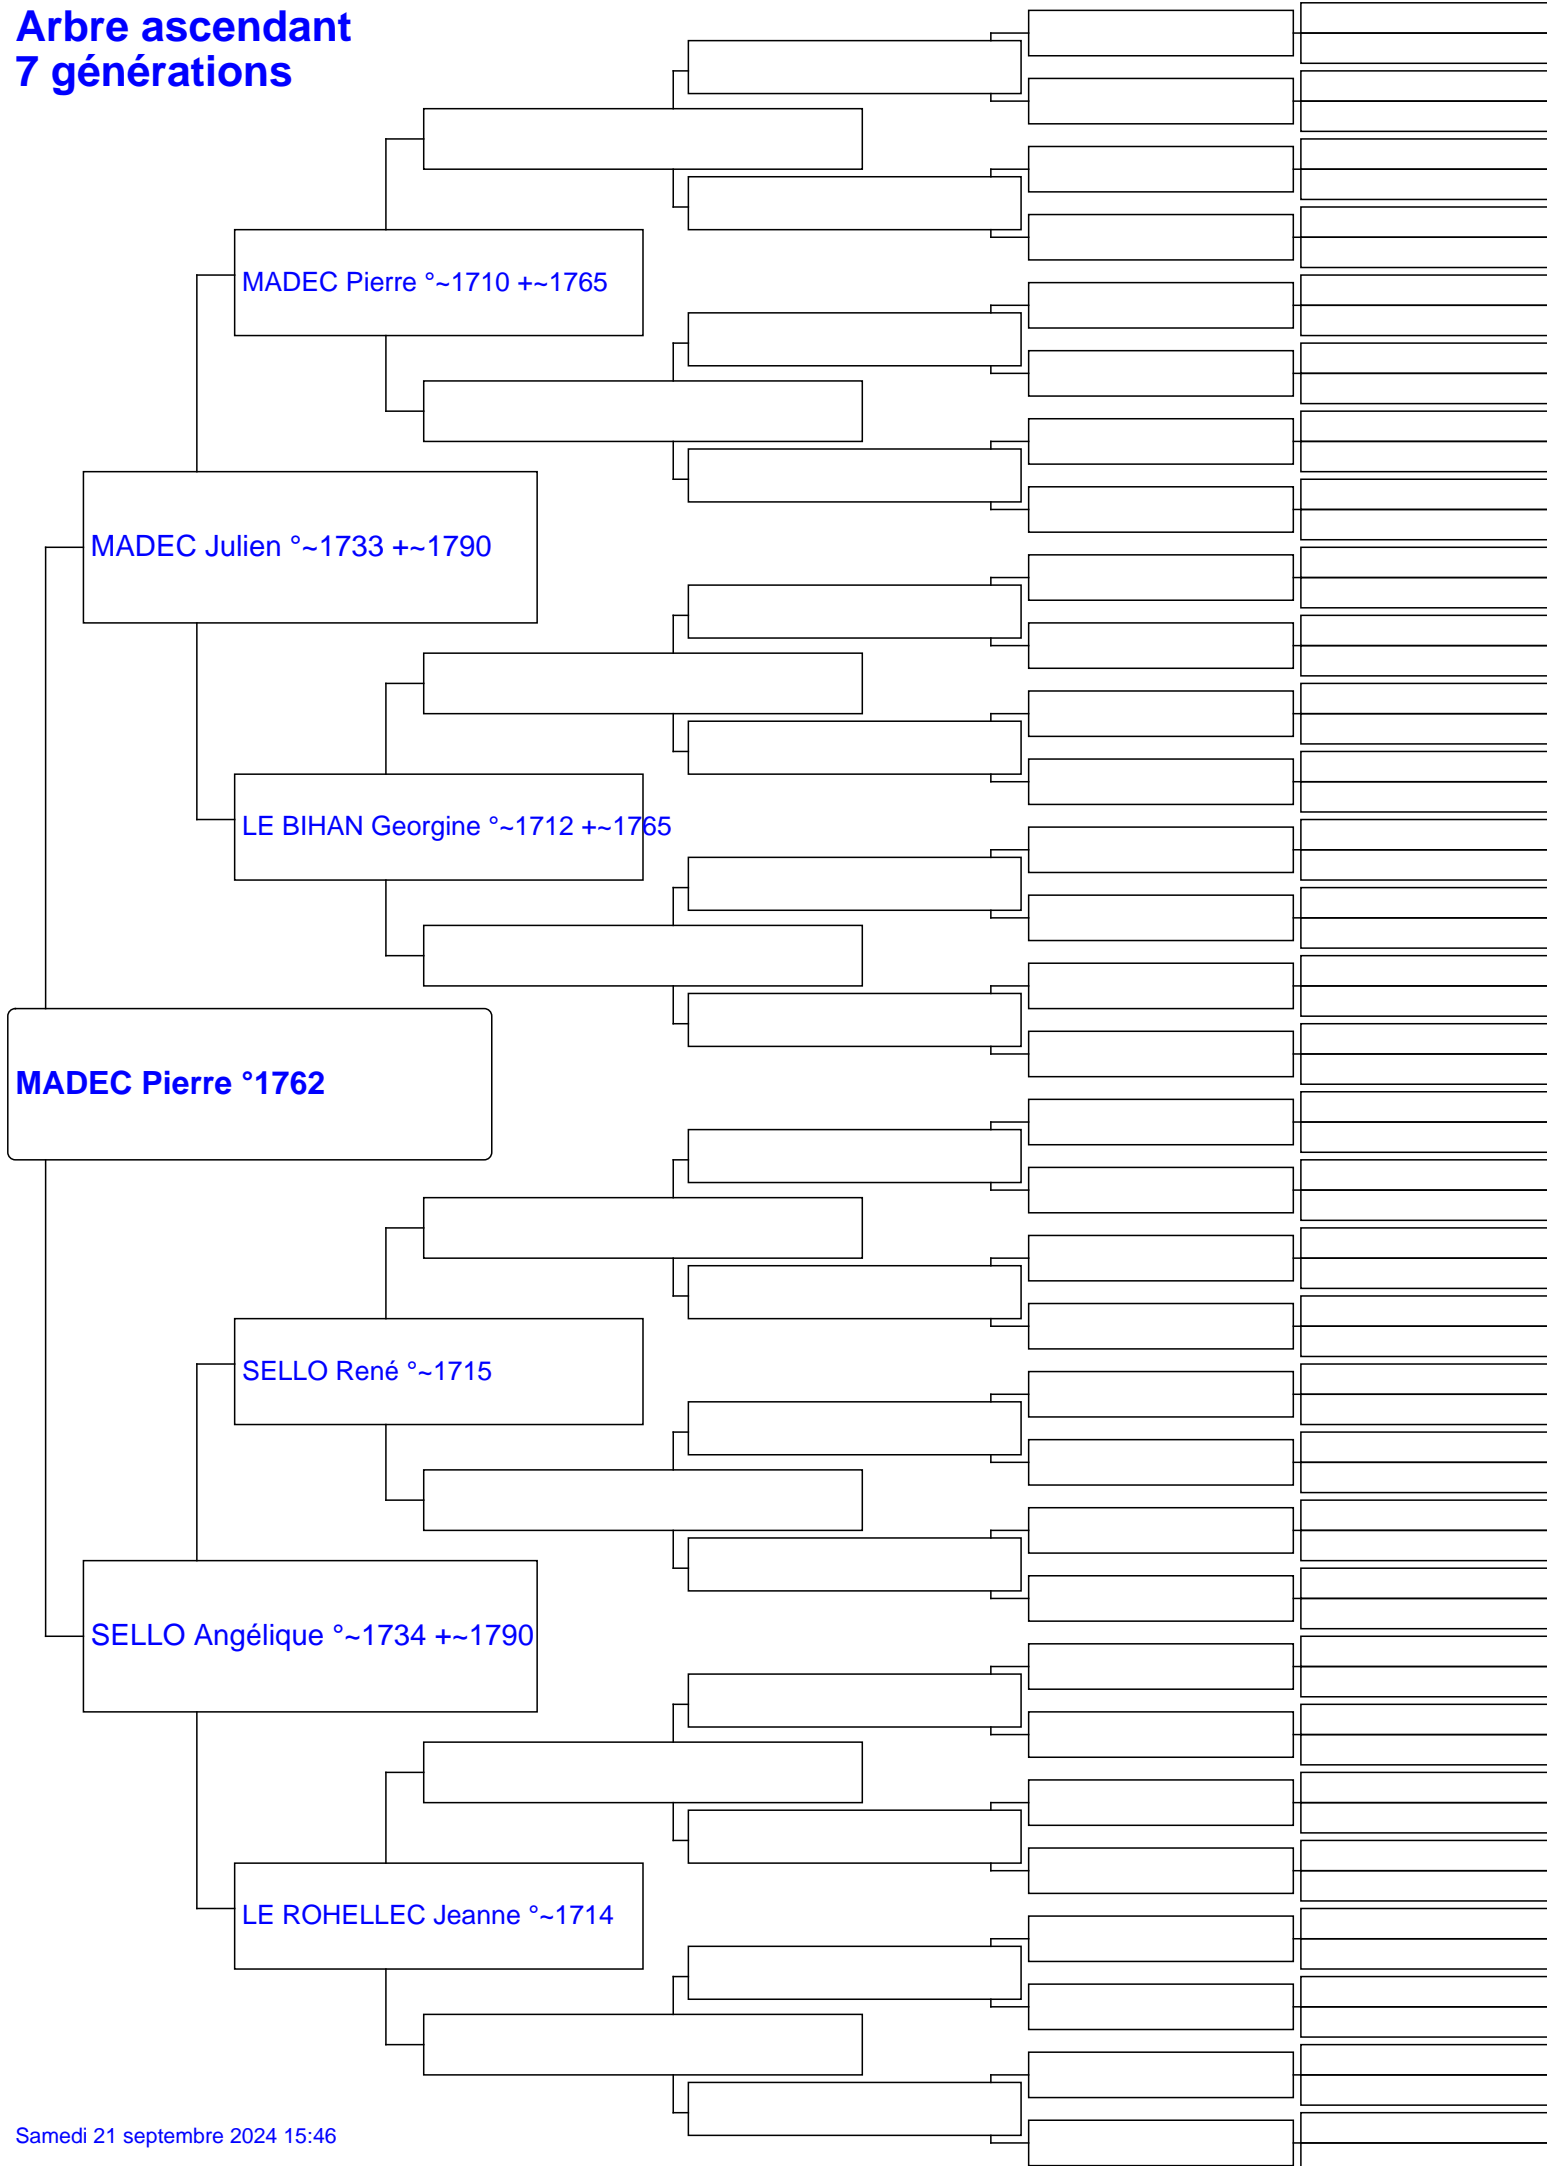 Arbre ascendant
7 générations
MADEC Pierre °~1710 +~1765
MADEC Julien °~1733 +~1790
LE BIHAN Georgine °~1712 +~1765
MADEC Pierre °1762
SELLO René °~1715
SELLO Angélique °~1734 +~1790
LE ROHELLEC Jeanne °~1714
Samedi 21 septembre 2024 15:46